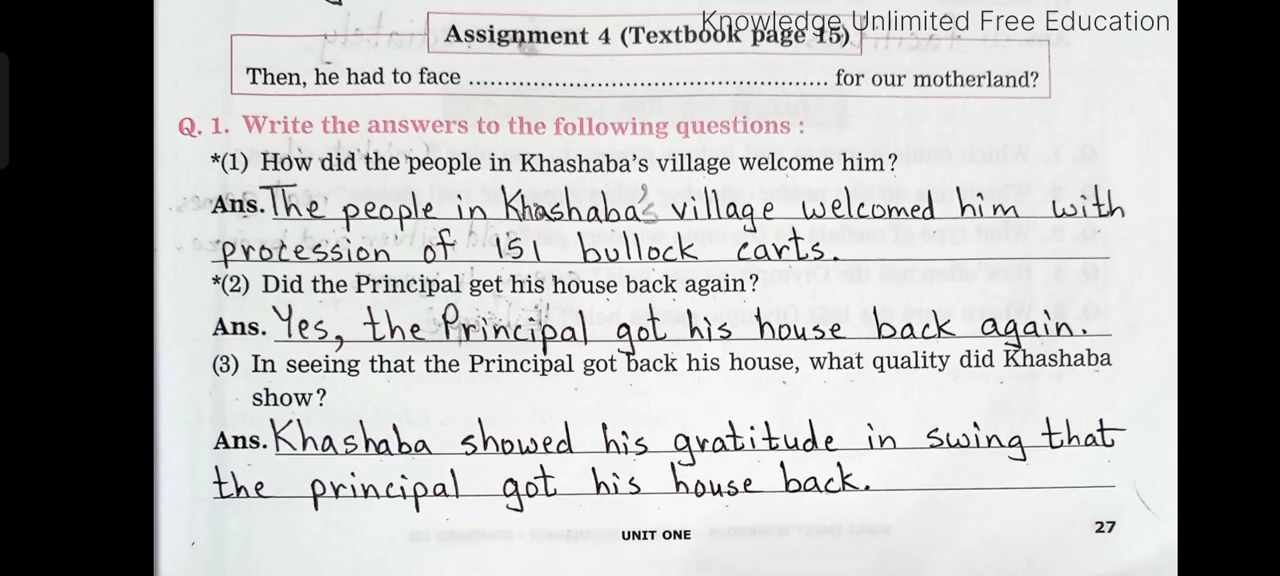 Knowledge Unlimited Free Education
Assignment 4 (Textbook page 15)
Then, he had to face ........................................................ for our motherland?
Q. 1. Write the answers to the following questions :
*(1) How did the people in Khashaba's village welcome him?
Ans. The people in Khashaba's village welcomed him with
procession of 151 bullock carts.
*(2) Did the Principal get his house back again?
Ans. Yes, the Principal got his house back again.
(3) In seeing that the Principal got back his house, what quality did Khashaba
show?
Ans. Khashaba showed his gratitude in swing that
the principal got his house back.
UNIT ONE
27